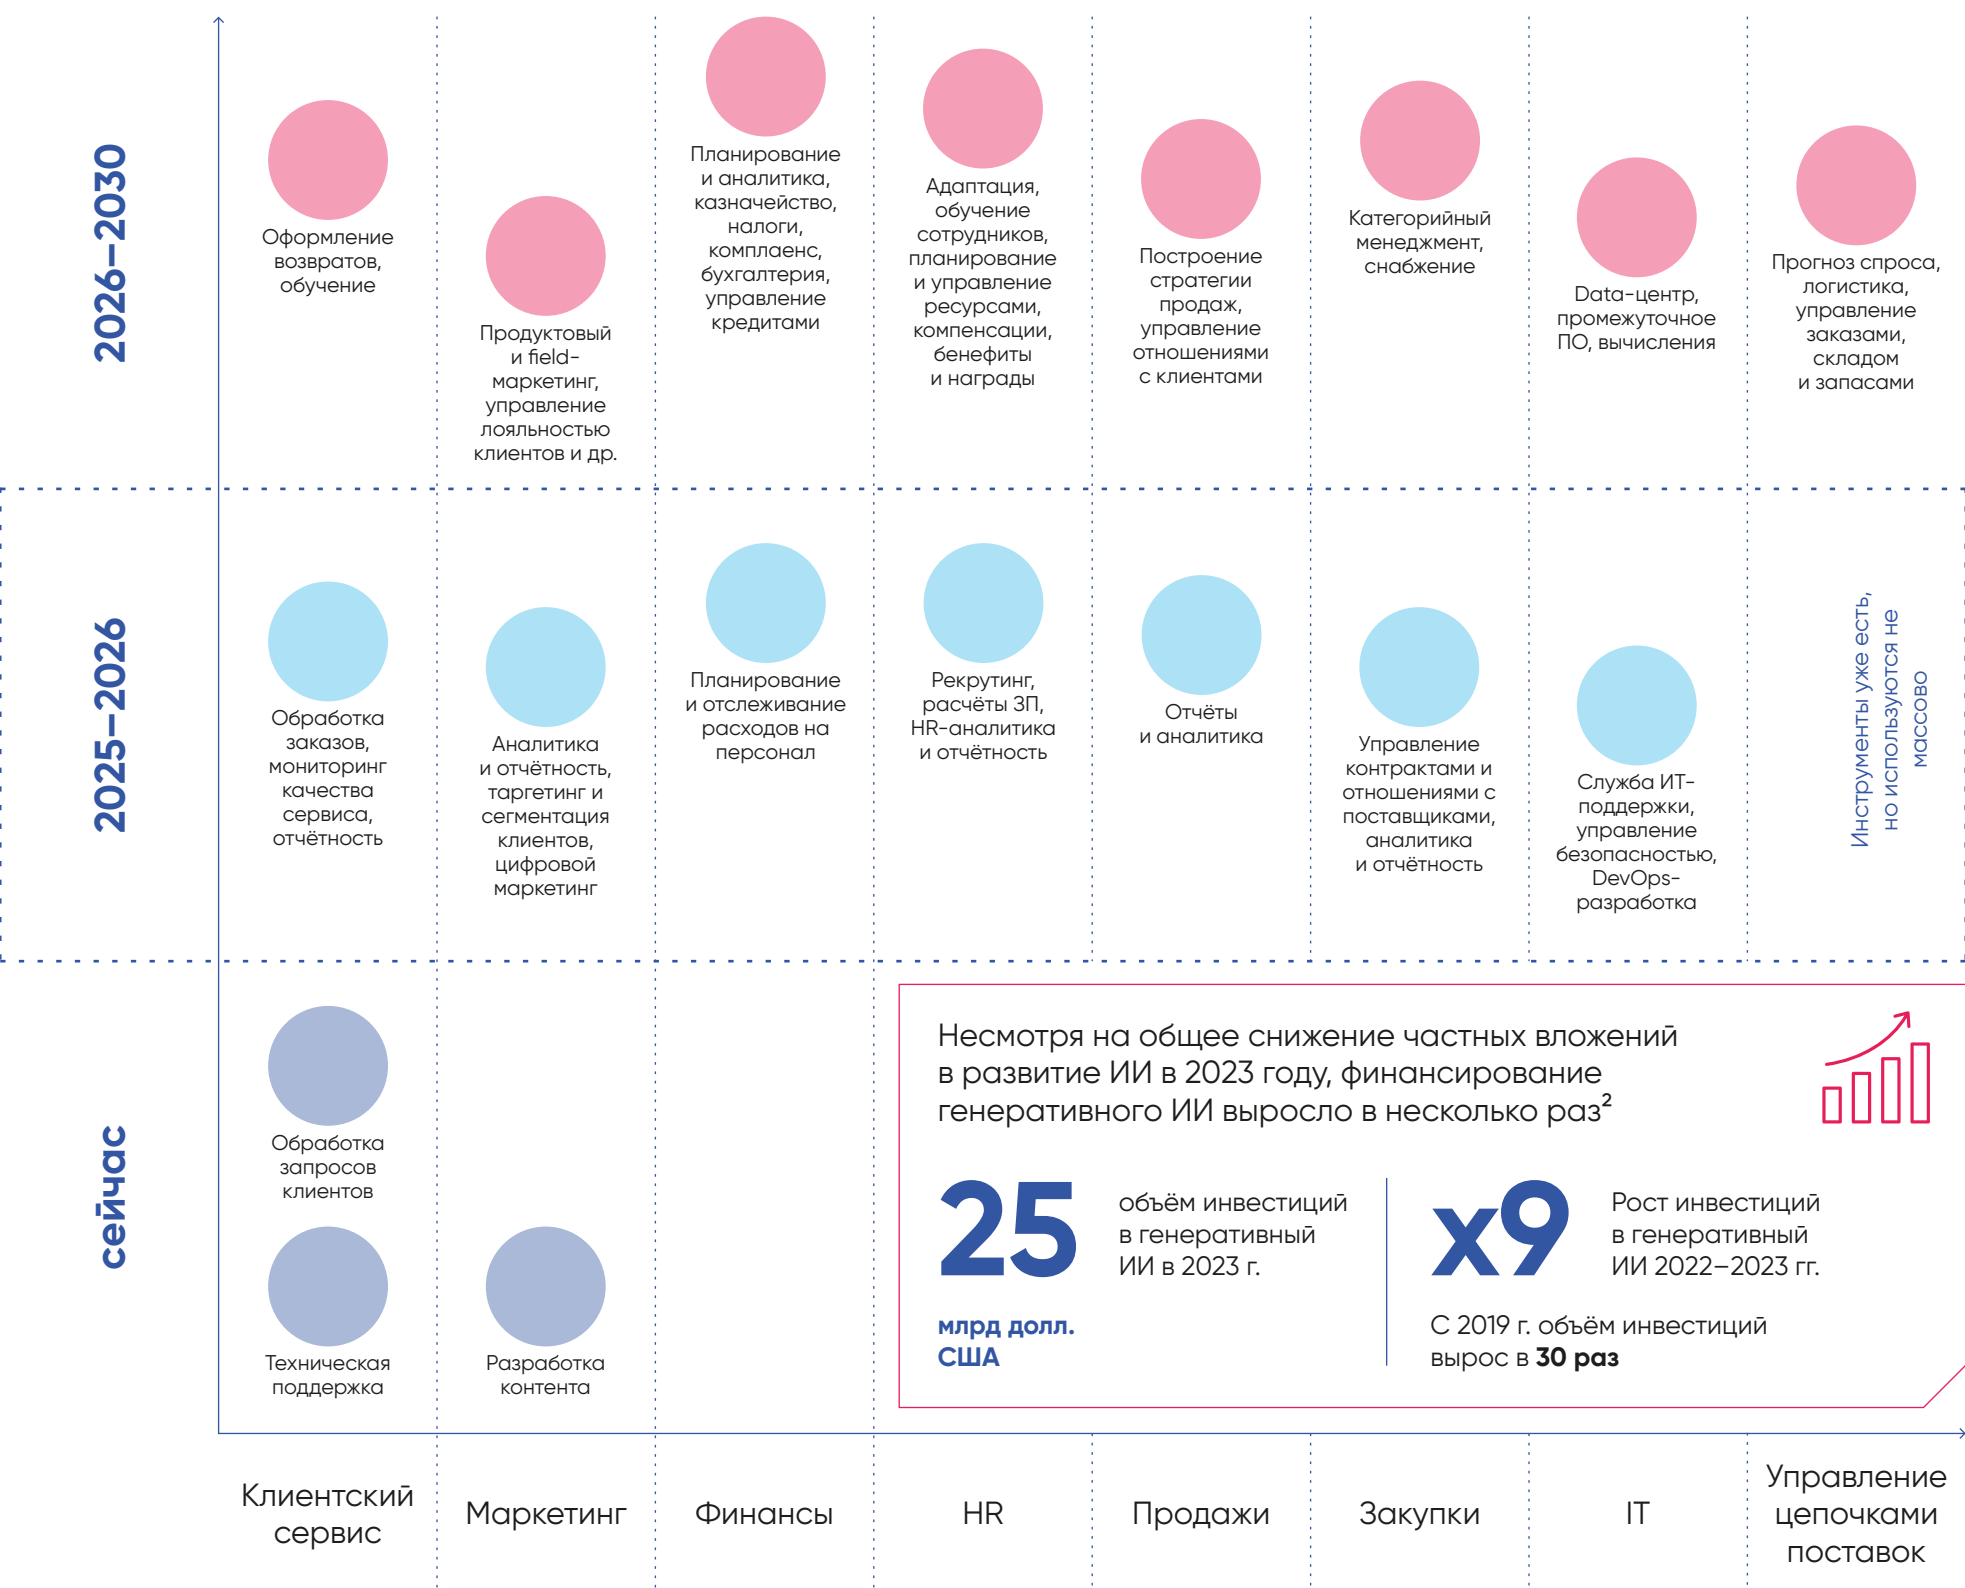 2026–2030
Оформление
возвратов,
обучение
Продуктовый
и field-
маркетинг,
управление
лояльностью
клиентов и др.
Планирование
и аналитика,
казначейство,
налоги,
комплаенс,
бухгалтерия,
управление
кредитами
Адаптация,
обучение
сотрудников,
планирование
и управление
ресурсами,
компенсации,
бенефиты
и награды
Построение
стратегии
продаж,
управление
отношениями
с клиентами
Категорийный
менеджмент,
снабжение
Data-центр,
промежуточное
ПО, вычисления
Прогноз спроса,
логистика,
управление
заказами,
складом
и запасами
2025–2026
Обработка
заказов,
мониторинг
качества
сервиса,
отчётность
Аналитика
и отчётность,
таргетинг и
сегментация
клиентов,
цифровой
маркетинг
Планирование
и отслеживание
расходов на
персонал
Рекрутинг,
расчёты ЗП,
HR-аналитика
и отчётность
Отчёты
и аналитика
Управление
контрактами и
отношениями с
поставщиками,
аналитика
и отчётность
Служба ИТ-
поддержки,
управление
безопасностью,
DevOps-
разработка
Инструменты уже есть,
но используются не
массово
сейчас
Обработка
запросов
клиентов
Техническая
поддержка
Разработка
контента
Несмотря на общее снижение частных вложений
в развитие ИИ в 2023 году, финансирование
генеративного ИИ выросло в несколько раз²
25
млрд долл.
США
объём инвестиций
в генеративный
ИИ в 2023 г.
x9
Рост инвестиций
в генеративный
ИИ 2022–2023 гг.
С 2019 г. объём инвестиций
вырос в 30 раз
Клиентский
сервис
Маркетинг
Финансы
HR
Продажи
Закупки
IT
Управление
цепочками
поставок